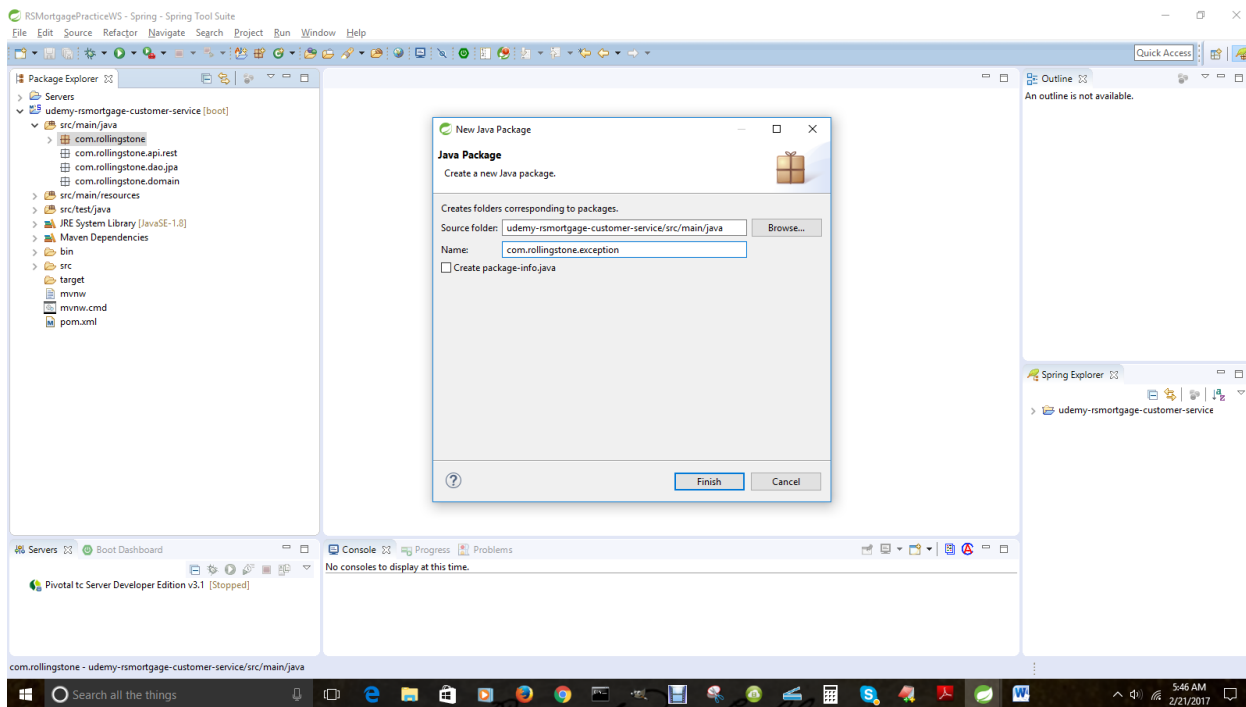 RSMortgagePracticeWS - Spring - Spring Tool Suite
File Edit Source Refactor Navigate Search Project Run Window Help
Quick Access
Package Explorer
Servers
udemy-rsmortgage-customer-service [boot]
src/main/java
com.rollingstone
com.rollingstone.api.rest
com.rollingstone.dao.jpa
com.rollingstone.domain
src/main/resources
src/test/java
JRE System Library [JavaSE-1.8]
Maven Dependencies
bin
src
target
mvnw
mvnw.cmd
pom.xml
New Java Package
Java Package
Create a new Java package.
Creates folders corresponding to packages.
Source folder: udemy-rsmortgage-customer-service/src/main/java Browse...
Name: com.rollingstone.exception
Create package-info.java
Finish Cancel
Outline
An outline is not available.
Spring Explorer
udemy-rsmortgage-customer-service
Servers Boot Dashboard
Pivotal tc Server Developer Edition v3.1 [Stopped]
Console Progress Problems
No consoles to display at this time.
com.rollingstone - udemy-rsmortgage-customer-service/src/main/java
Search all the things
5:46 AM
2/21/2017